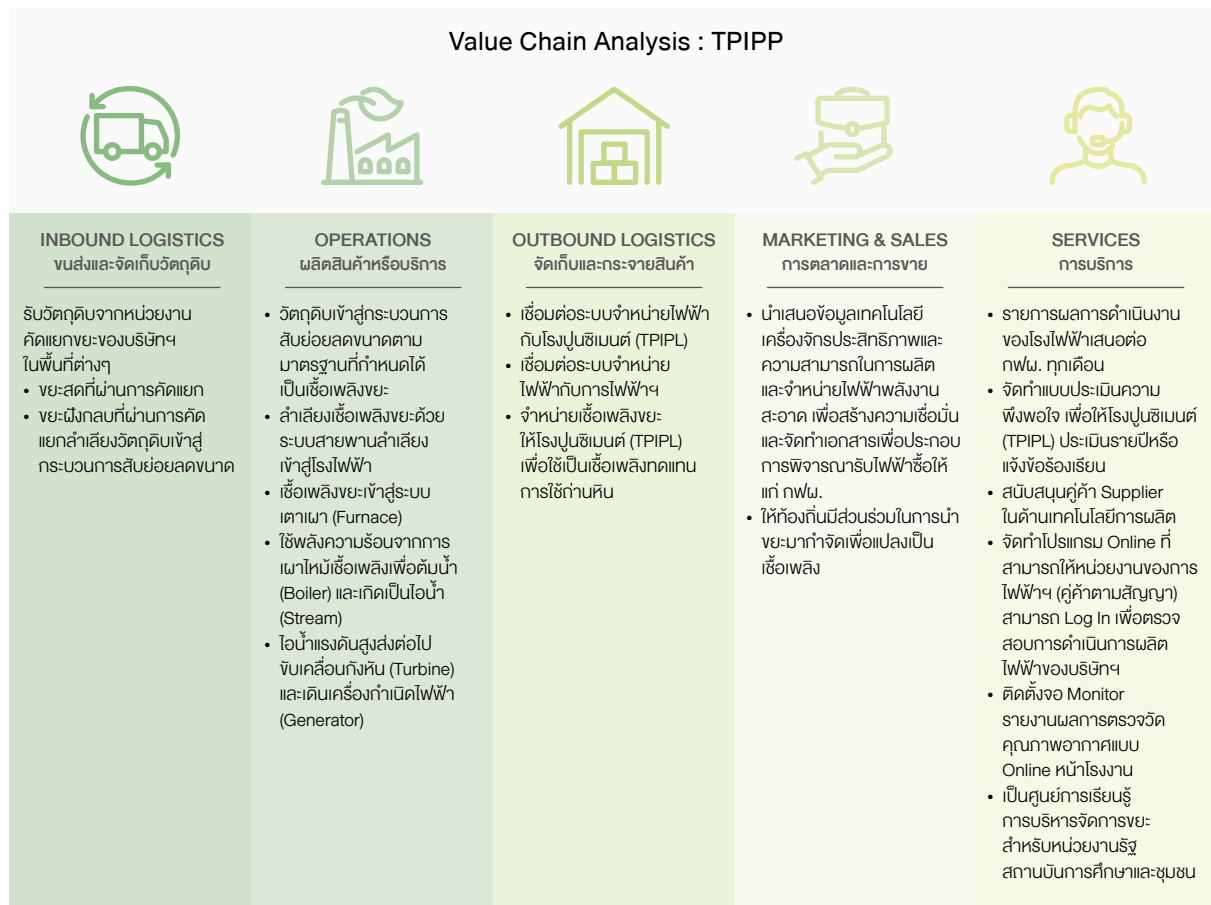 Value Chain Analysis : TPIPP
INBOUND LOGISTICS
ขนส่งและจัดเก็บวัตถุดิบ
รับวัตถุดิบจากหน่วยงาน
คัดแยกขยะของบริษัทฯ
ในพื้นที่ต่างๆ
• ขยะสดที่ผ่านการคัดแยก
• ขยะฝังกลบที่ผ่านการคัด
แยกลำเลียงวัตถุดิบเข้าสู่
กระบวนการสับย่อยลดขนาด
OPERATIONS
ผลิตสินค้าหรือบริการ
• วัตถุดิบเข้าสู่กระบวนการ
สับย่อยลดขนาดตาม
มาตรฐานที่กำหนดได้
เป็นเชื้อเพลิงขยะ
• ลำเลียงเชื้อเพลิงขยะด้วย
ระบบสายพานลำเลียง
เข้าสู่โรงไฟฟ้า
• เชื้อเพลิงขยะเข้าสู่ระบบ
เตาเผา (Furnace)
• ใช้พลังความร้อนจากการ
เผาไหม้เชื้อเพลิงเพื่อต้มน้ำ
(Boiler) และเกิดเป็นไอน้ำ
(Stream)
• ไอน้ำแรงดันสูงส่งต่อไป
ขับเคลื่อนกังหัน (Turbine)
และเดินเครื่องกำเนิดไฟฟ้า
(Generator)
OUTBOUND LOGISTICS
จัดเก็บและกระจายสินค้า
• เชื่อมต่อระบบจำหน่ายไฟฟ้า
กับโรงปูนซิเมนต์ (TPIPL)
• เชื่อมต่อระบบจำหน่าย
ไฟฟ้ากับการไฟฟ้าฯ
• จำหน่ายเชื้อเพลิงขยะ
ให้โรงปูนซิเมนต์ (TPIPL)
เพื่อใช้เป็นเชื้อเพลิงทดแทน
การใช้ถ่านหิน
MARKETING & SALES
การตลาดและการขาย
• นำเสนอข้อมูลเทคโนโลยี
เครื่องจักรประสิทธิภาพและ
ความสามารถในการผลิต
และจำหน่ายไฟฟ้าพลังงาน
สะอาด เพื่อสร้างความเชื่อมั่น
และจัดทำเอกสารเพื่อประกอบ
การพิจารณารับไฟฟ้าซื้อให้
แก่ กฟผ.
• ให้ท้องถิ่นมีส่วนร่วมในการนำ
ขยะมากำจัดเพื่อแปลงเป็น
เชื้อเพลิง
SERVICES
การบริการ
• รายการผลการดำเนินงาน
ของโรงไฟฟ้าเสนอต่อ
กฟผ. ทุกเดือน
• จัดทำแบบประเมินความ
พึงพอใจ เพื่อให้โรงปูนซิเมนต์
(TPIPL) ประเมินรายปีหรือ
แจ้งข้อร้องเรียน
• สนับสนุนคู่ค้า Supplier
ในด้านเทคโนโลยีการผลิต
• จัดทำโปรแกรม Online ที่
สามารถให้หน่วยงานของการ
ไฟฟ้าฯ (คู่ค้าตามสัญญา)
สามารถ Log In เพื่อตรวจ
สอบการดำเนินการผลิต
ไฟฟ้าของบริษัทฯ
• ติดตั้งจอ Monitor
รายงานผลการตรวจวัด
คุณภาพอากาศแบบ
Online หน้าโรงงาน
• เป็นศูนย์การเรียนรู้
การบริหารจัดการขยะ
สำหรับหน่วยงานรัฐ
สถานบันการศึกษาและชุมชน